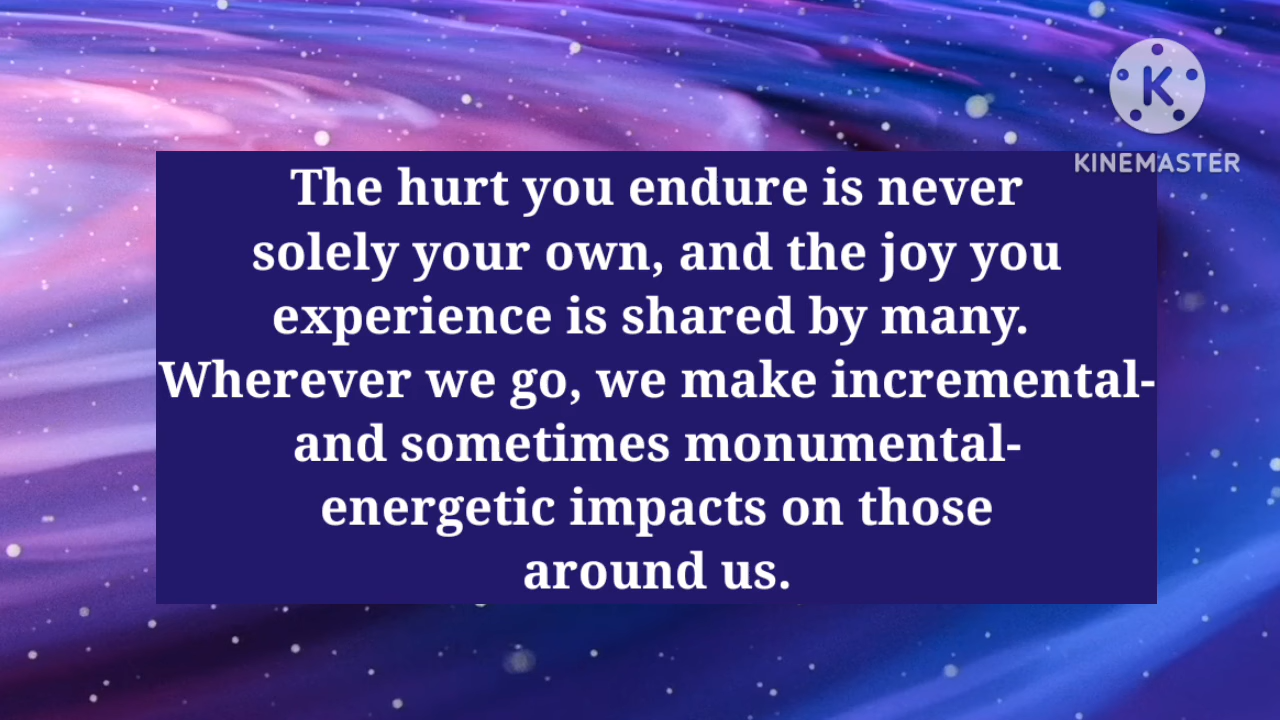 KINEMASTER
The hurt you endure is never
solely your own, and the joy you
experience is shared by many.
Wherever we go, we make incremental-
and sometimes monumental-
energetic impacts on those
around us.